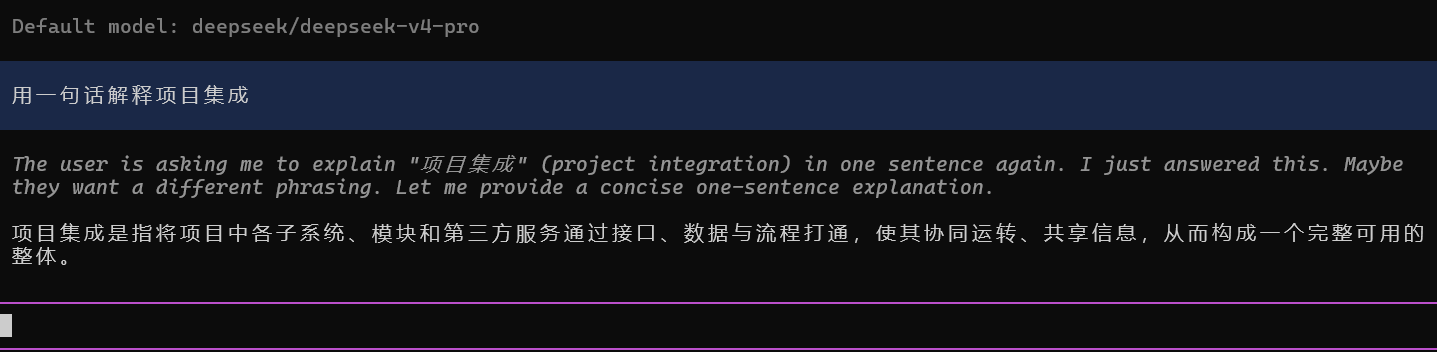 Default model: deepseek/deepseek-v4-pro
用一句话解释项目集成
The user is asking me to explain "项目集成" (project integration) in one sentence again. I just answered this. Maybe
they want a different phrasing. Let me provide a concise one-sentence explanation.
项目集成是指将项目中各子系统、模块和第三方服务通过接口、数据与流程打通，使其协同运转、共享信息，从而构成一个完整可用的
整体。